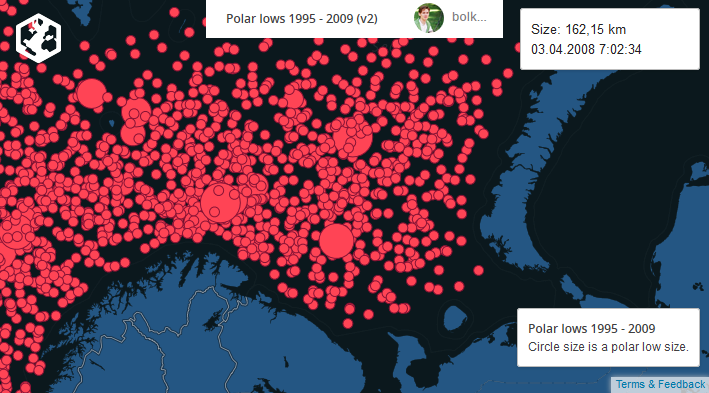 Polar lows 1995 - 2009 (v2)
bolk...
Size: 162,15 km
03.04.2008 7:02:34
Polar lows 1995 - 2009
Circle size is a polar low size.
Terms & Feedback